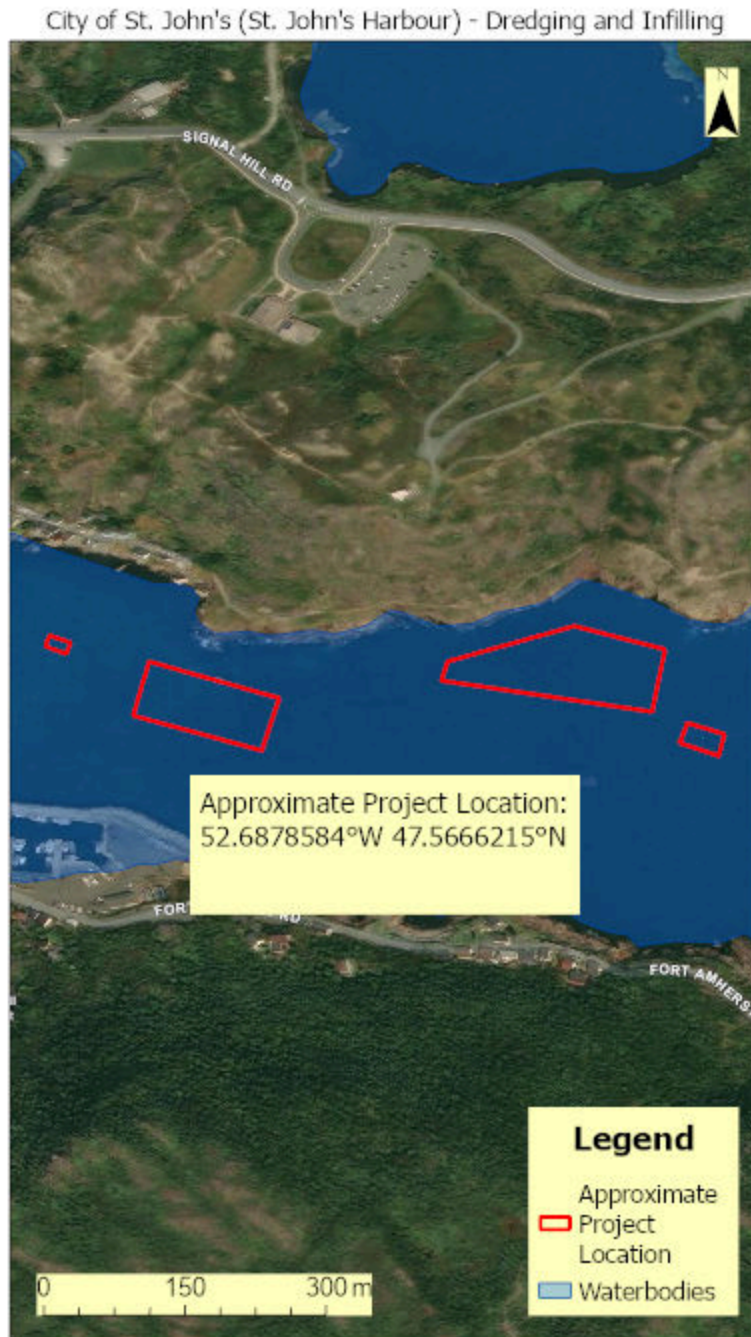 City of St. John's (St. John's Harbour) - Dredging and Infilling
N
SIGNAL HILL RD
Approximate Project Location:
52.6878584°W 47.5666215°N
FOR
RD
FORT AMHERS
Legend
Approximate
Project
Location
Waterbodies
0 150 300 m